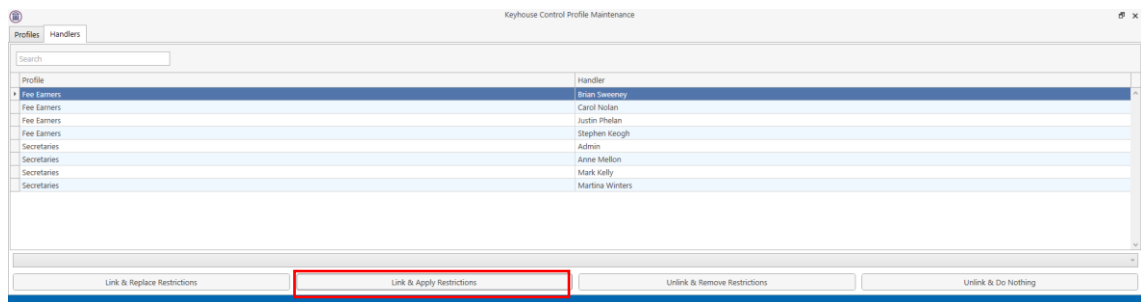 Keyhouse Control Profile Maintenance
Profiles Handlers
Search
Profile Handler
Fee Earners Brian Sweeney
Fee Earners Carol Nolan
Fee Earners Justin Phelan
Fee Earners Stephen Keogh
Secretaries Admin
Secretaries Anne Mellon
Secretaries Mark Kelly
Secretaries Martina Winters
Link & Replace Restrictions Link & Apply Restrictions Unlink & Remove Restrictions Unlink & Do Nothing